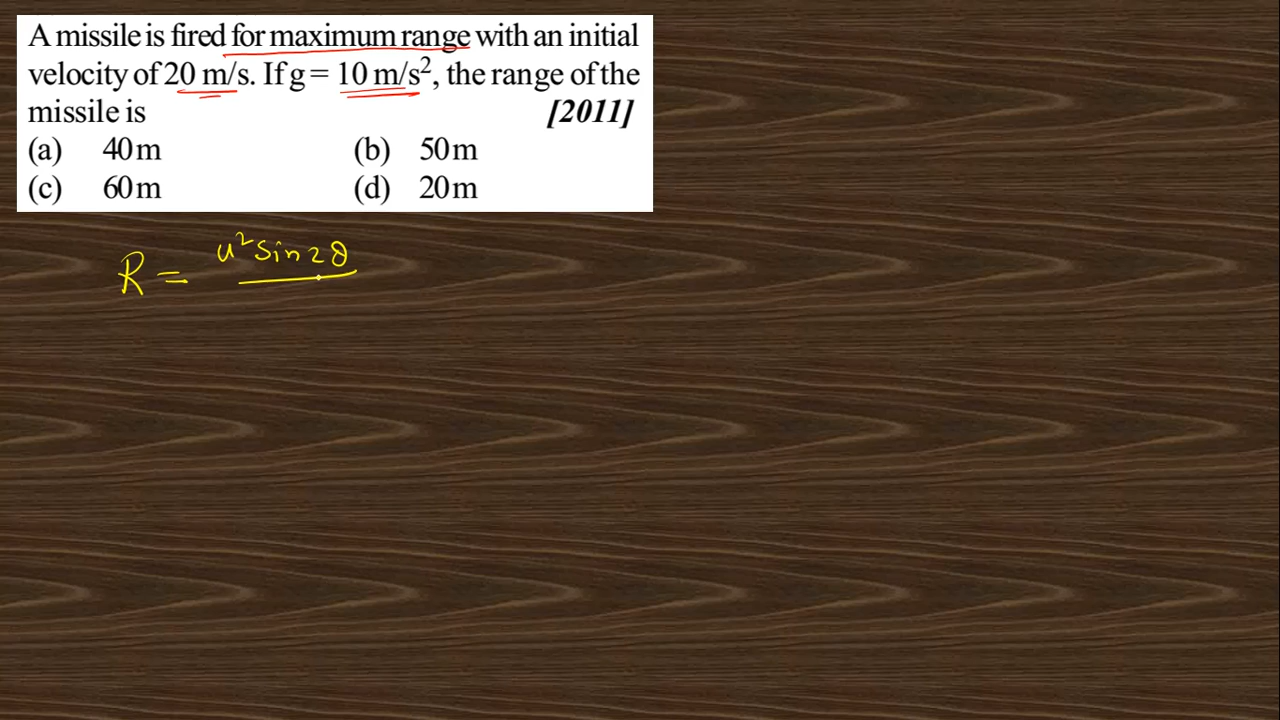 A missile is fired for maximum range with an initial
velocity of 20 m/s. If g = 10 m/s², the range of the
missile is [2011]
(a) 40 m (b) 50 m
(c) 60 m (d) 20 m
R = u² sin 2θ